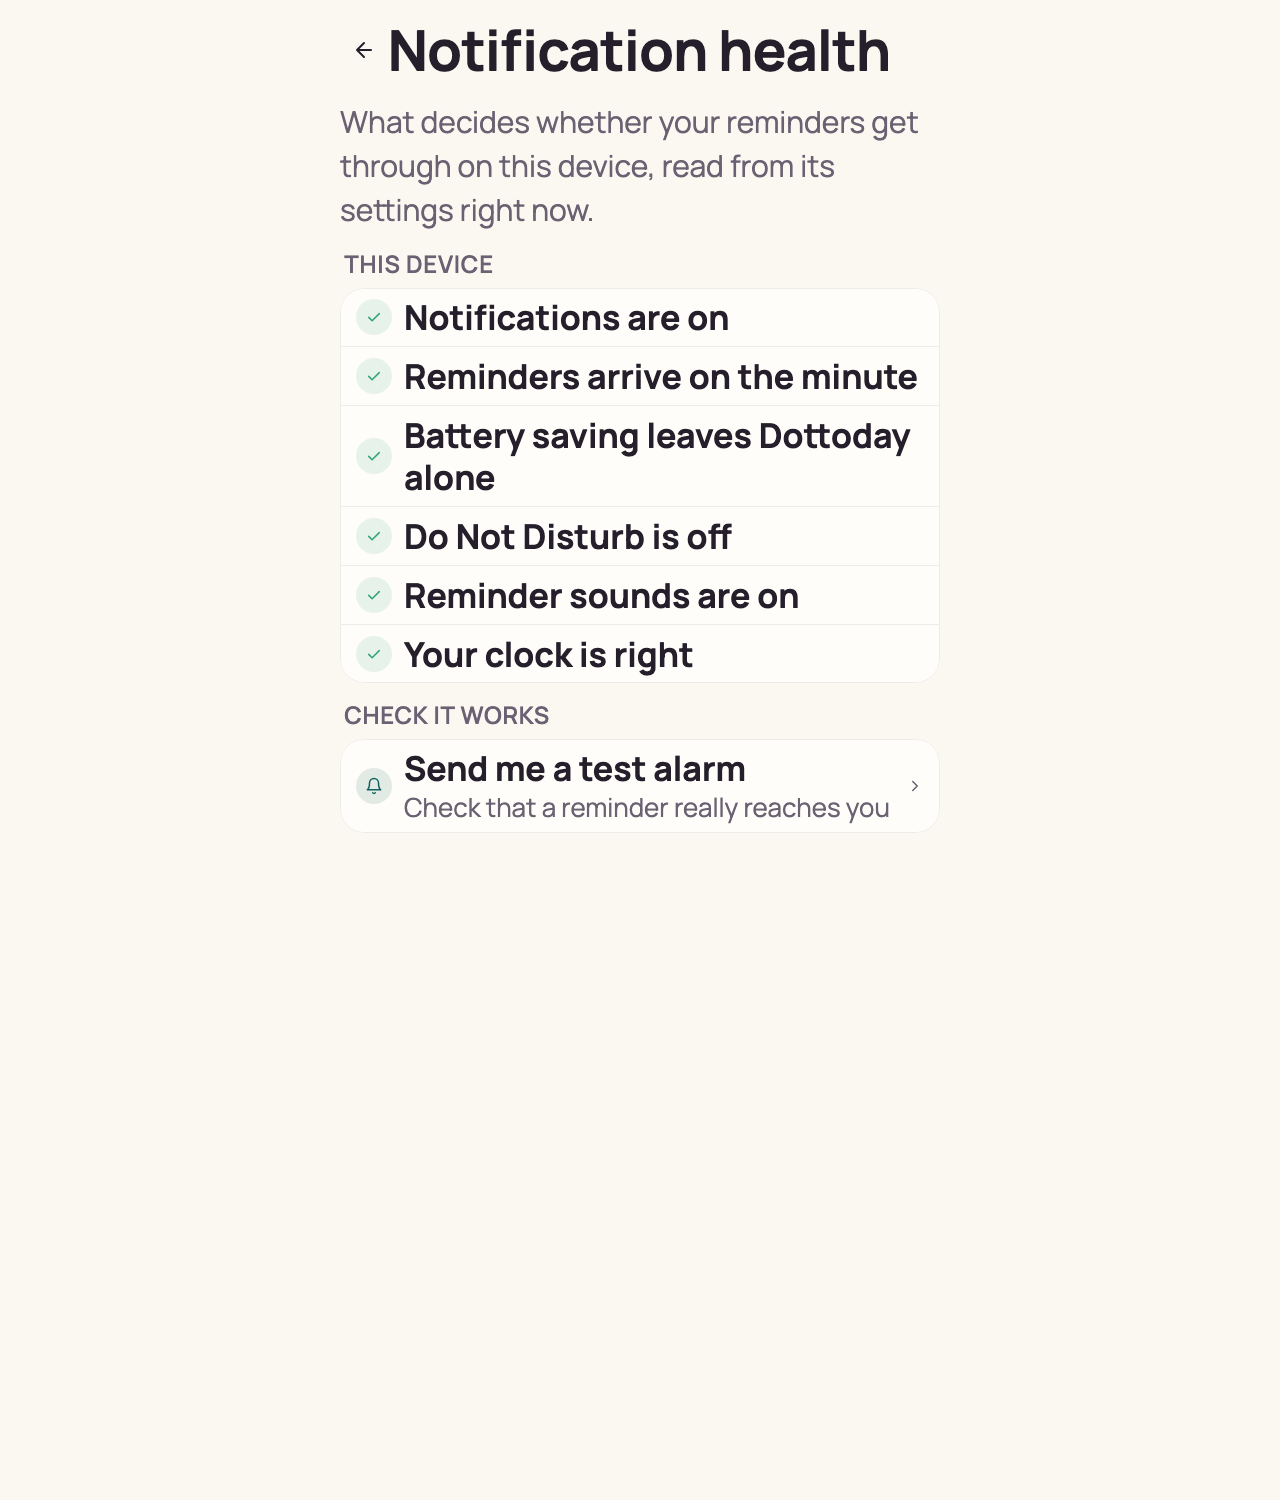 Notification health
What decides whether your reminders get
through on this device, read from its
settings right now.
THIS DEVICE
Notifications are on
Reminders arrive on the minute
Battery saving leaves Dottoday
alone
Do Not Disturb is off
Reminder sounds are on
Your clock is right
CHECK IT WORKS
Send me a test alarm
Check that a reminder really reaches you